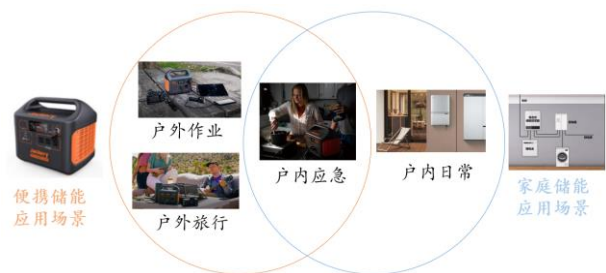 户外作业
户内应急
户内日常
户外旅行
便携储能
应用场景
家庭储能
应用场景